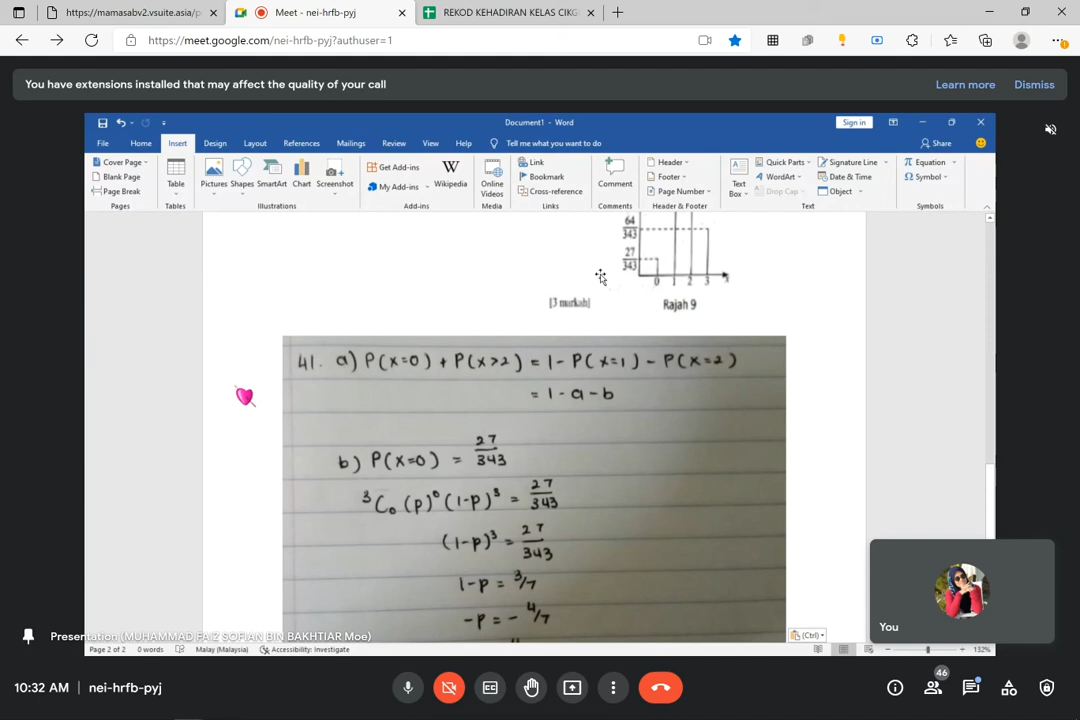 https://mamasabv2.vsuite.asia/p
Meet - nei-hrfb-pyj
REKOD KEHADIRAN KELAS CIKG
https://meet.google.com/nei-hrfb-pyj?authuser=1
You have extensions installed that may affect the quality of your call
Learn more
Dismiss
Document1 - Word
Sign in
File Home Insert Design Layout References Mailings Review View Help Tell me what you want to do
Share
Cover Page
Blank Page
Page Break
Pages
Table
Tables
Pictures
Shapes
SmartArt
Chart
Screenshot
Illustrations
Get Add-ins
My Add-ins
Wikipedia
Add-ins
Online Videos
Media
Link
Bookmark
Cross-reference
Links
Comment
Comments
Header
Footer
Page Number
Header & Footer
Text Box
Quick Parts
WordArt
Drop Cap
Signature Line
Date & Time
Object
Text
Equation
Symbol
Symbols
64/343
27/343
0 1 2 3
[3 markah]
Rajah 9
41. a) P(x=0) + P(x>2) = 1 - P(x=1) - P(x=2)
= 1 - a - b
b) P(x=0) = 27/343
³C₀ (p)⁰ (1-p)³ = 27/343
(1-p)³ = 27/343
1-p = 3/7
-p = - 4/7
(Ctrl)
You
Presentation (MUHAMMAD FAIZ SOFIAN BIN BAKHTIAR Moe)
Page 2 of 2 0 words Malay (Malaysia) Accessibility: Investigate
132%
10:32 AM
nei-hrfb-pyj
46